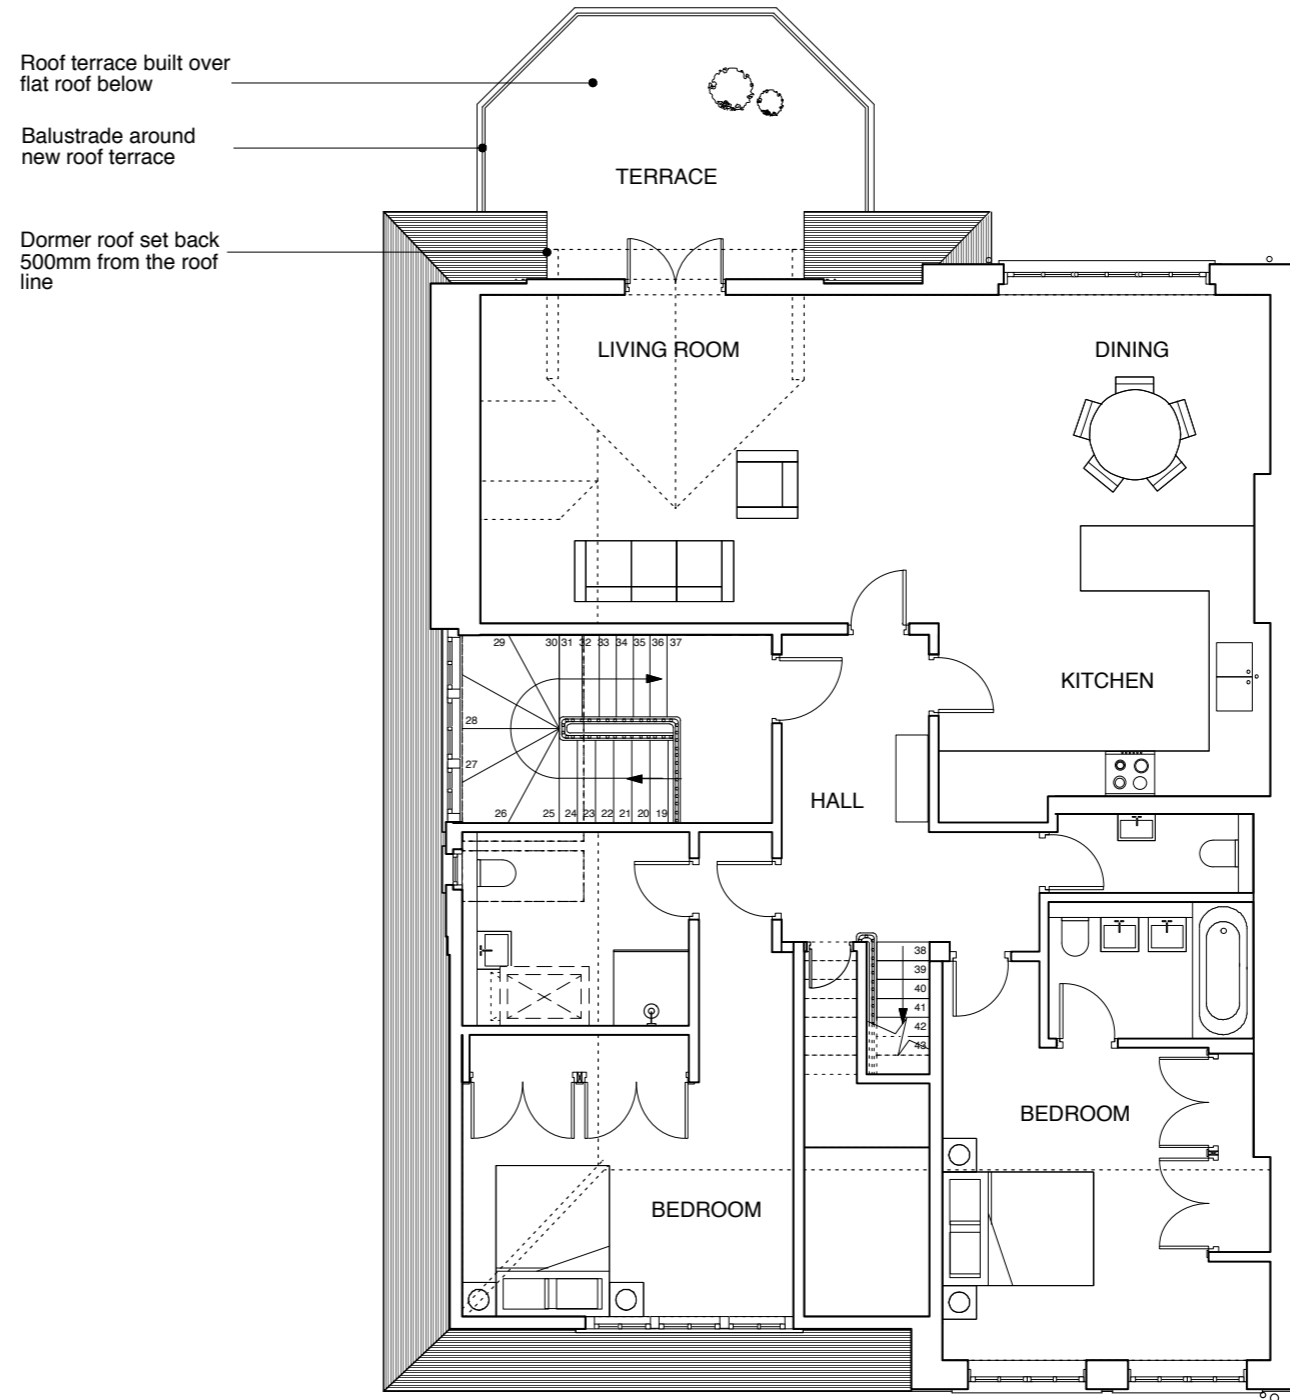 Roof terrace built over
flat roof below
Balustrade around
new roof terrace
TERRACE
Dormer roof set back
500mm from the roof
line
LIVING ROOM
DINING
29
30
31
32
33
34
35
36
37
KITCHEN
28
27
26
25
24
23
22
21
20
19
HALL
38
39
40
41
42
43
BEDROOM
BEDROOM